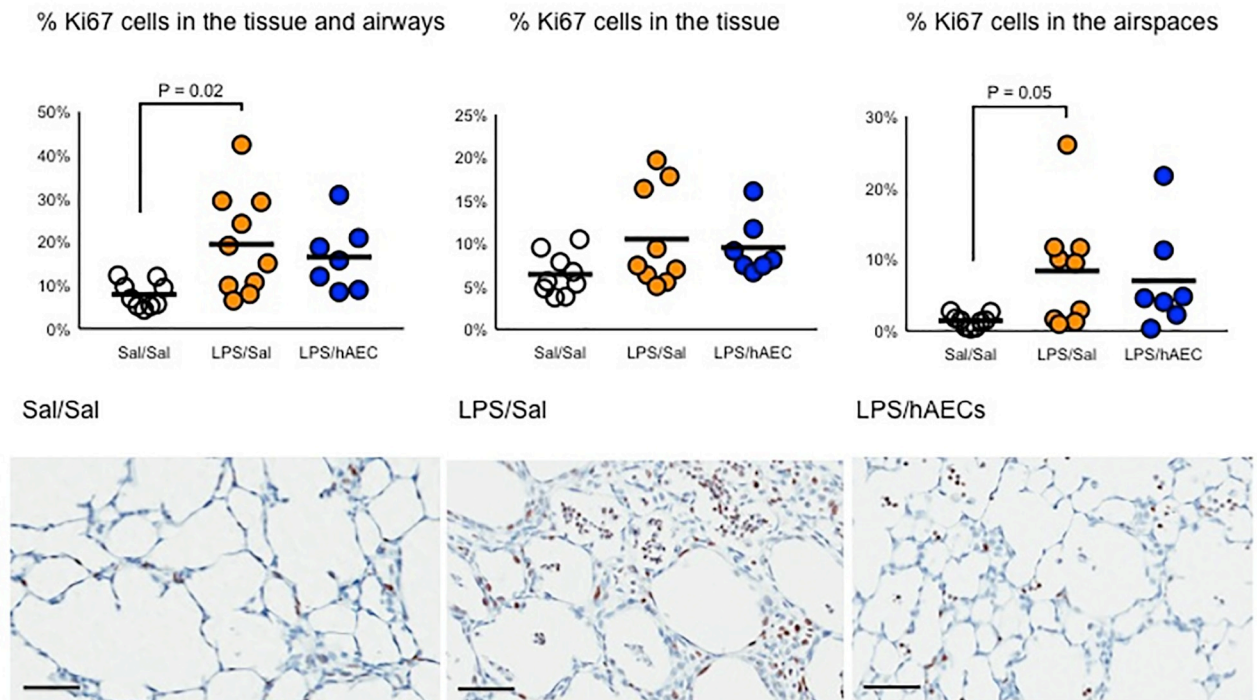 % Ki67 cells in the tissue and airways
% Ki67 cells in the tissue
% Ki67 cells in the airspaces
P = 0.02
50%
40%
30%
20%
10%
0%
Sal/Sal
LPS/Sal
LPS/hAEC
25%
20%
15%
10%
5%
0%
Sal/Sal
LPS/Sal
LPS/hAEC
P = 0.05
30%
20%
10%
0%
Sal/Sal
LPS/Sal
LPS/hAEC
Sal/Sal
LPS/Sal
LPS/hAECs